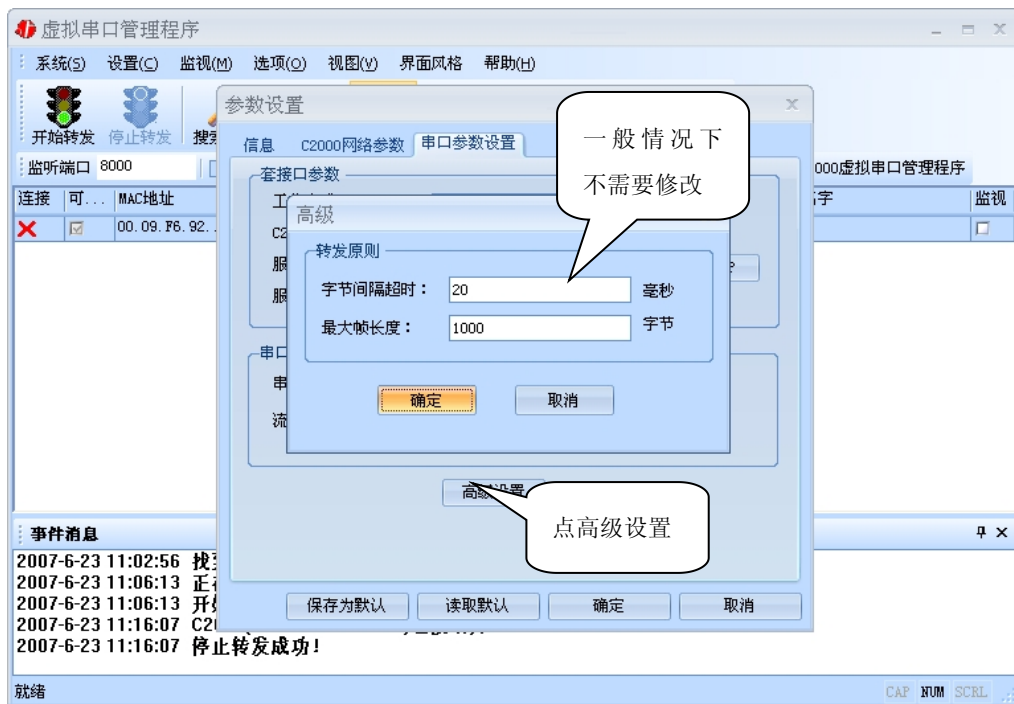 虚拟串口管理程序
系统(S) 设置(C) 监视(M) 选项(O) 视图(V) 界面风格 帮助(H)
开始转发 停止转发
监听端口 8000
000虚拟串口管理程序
连接 可... MAC地址 字 监视
00.09.F6.92.
参数设置
信息 C2000网络参数 串口参数设置
套接口参数
高级
转发原则
字节间隔超时： 20 毫秒
最大帧长度： 1000 字节
确定 取消
一般情况下
不需要修改
高级设置
点高级设置
保存为默认 读取默认 确定 取消
事件消息
2007-6-23 11:02:56
2007-6-23 11:06:13
2007-6-23 11:06:13
2007-6-23 11:16:07
2007-6-23 11:16:07 停止转发成功!
就绪 CAP NUM SCRL